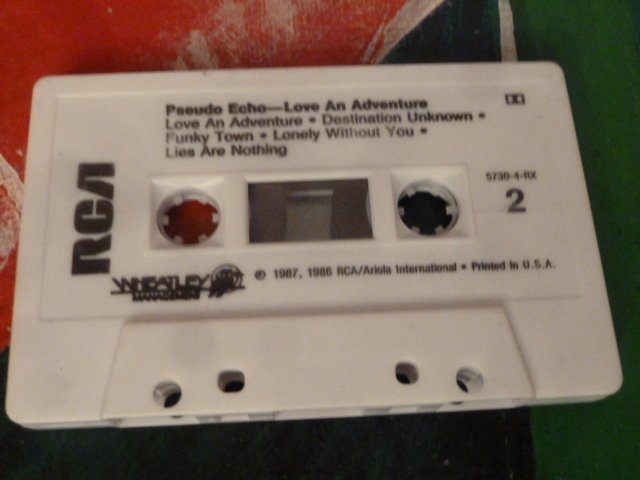 Pseudo Echo—Love An Adventure
Love An Adventure • Destination Unknown •
Funky Town • Lonely Without You •
Lies Are Nothing
5730-4-RX
2
RCA
WHEATLEY
MANAGEMENT
℗ 1987, 1986 RCA/Ariola International • Printed in U.S.A.